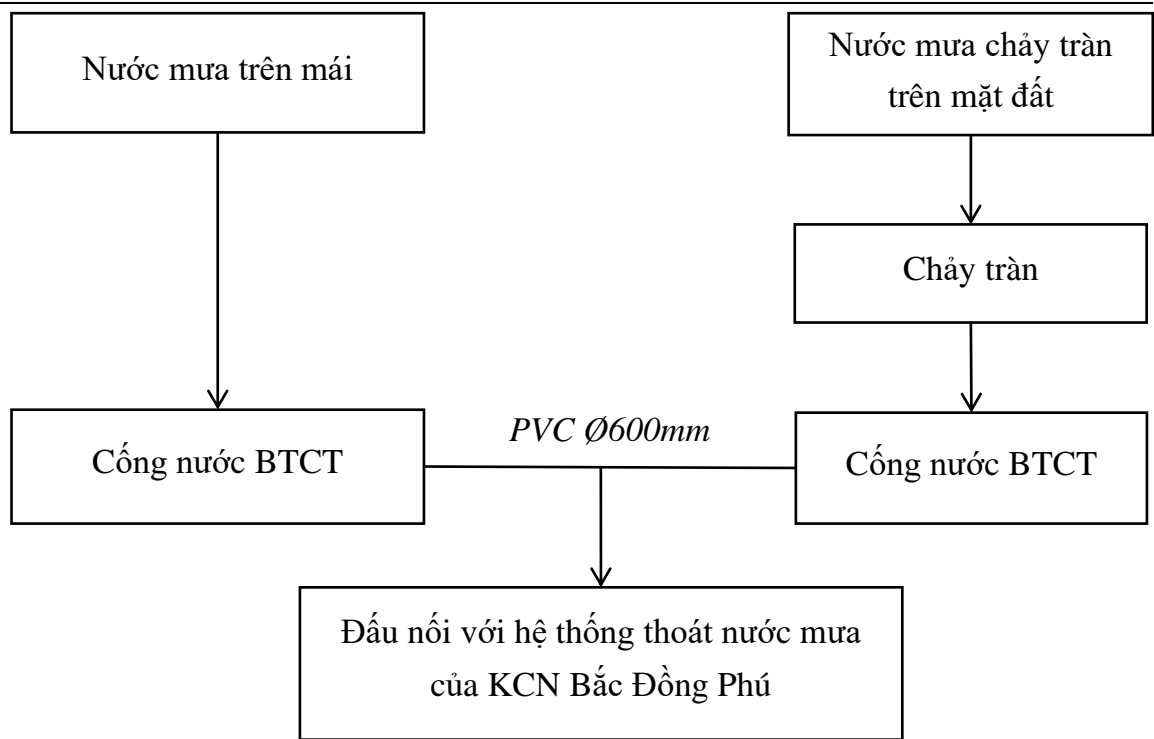 Nước mưa trên mái
Nước mưa chảy tràn
trên mặt đất
Chảy tràn
Cống nước BTCT
PVC Ø600mm
Cống nước BTCT
Đấu nối với hệ thống thoát nước mưa
của KCN Bắc Đồng Phú